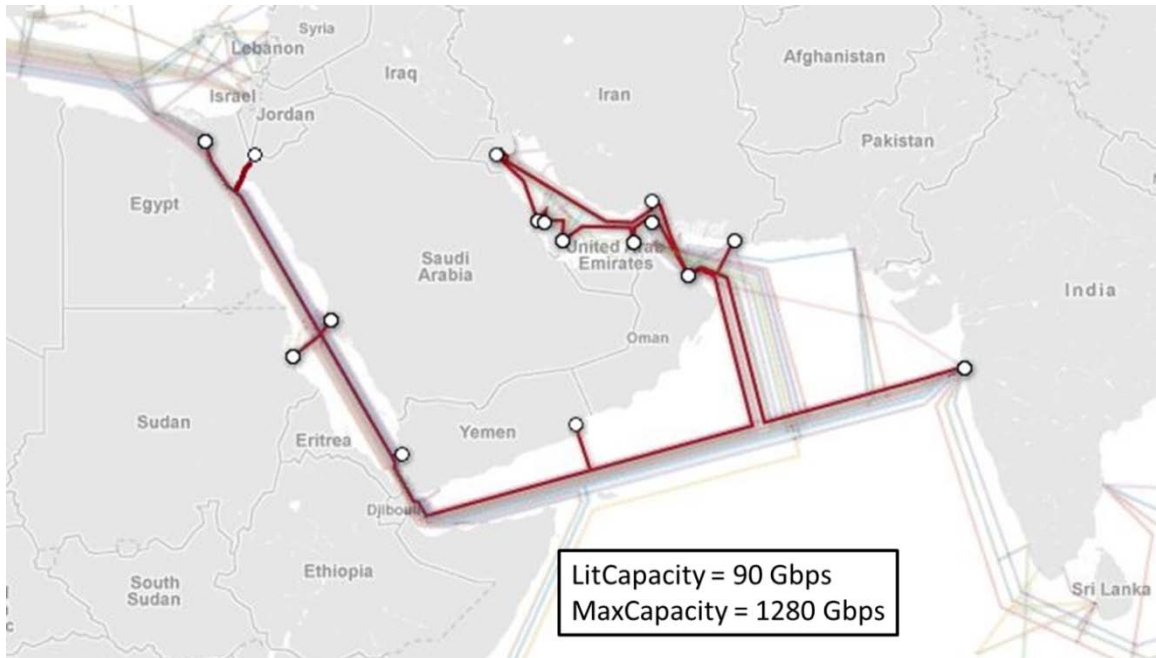 Syria
Lebanon
Afghanistan
Iraq
Iran
Israel
Jordan
Pakistan
Egypt
Saudi
Arabia
United Arab
Emirates
India
Oman
Sudan
Yemen
Eritrea
Djibouti
Ethiopia
South
Sudan
Sri Lanka
LitCapacity = 90 Gbps
MaxCapacity = 1280 Gbps